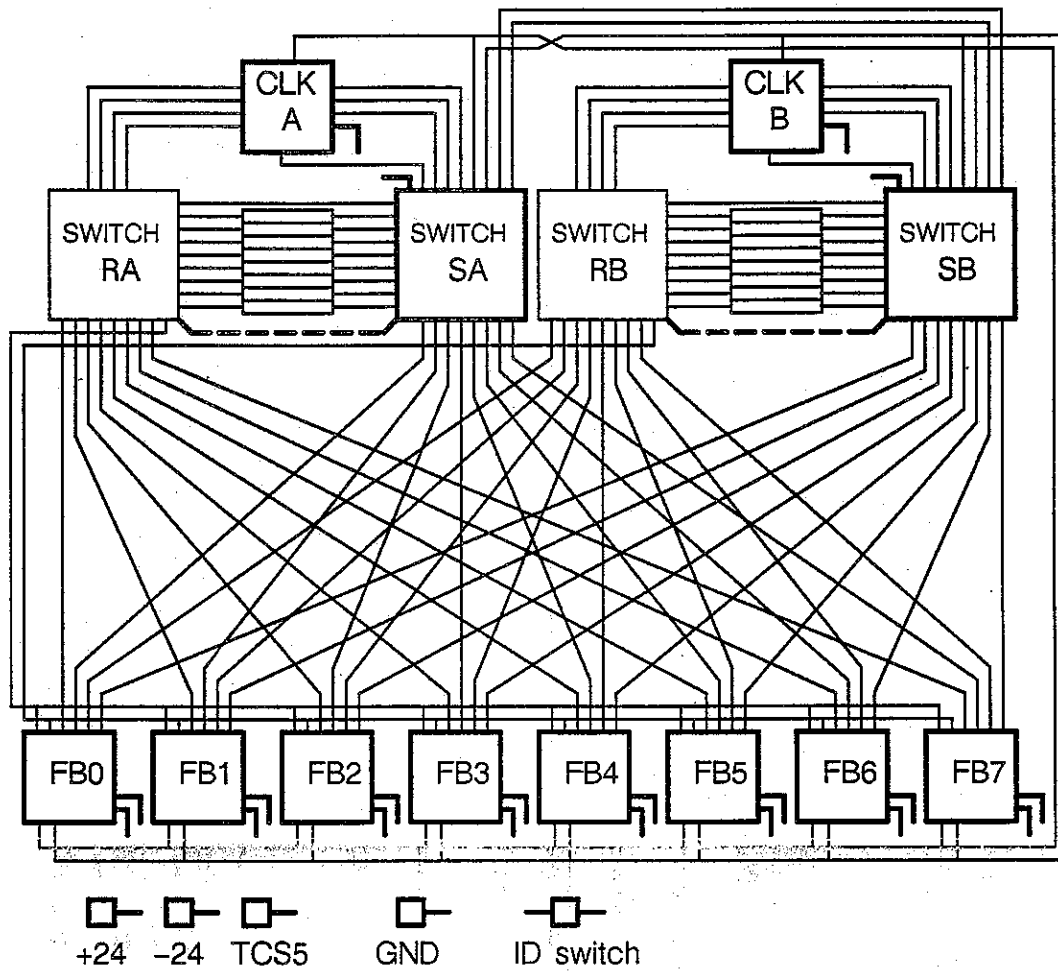 CLK
A
CLK
B
SWITCH
RA
SWITCH
SA
SWITCH
RB
SWITCH
SB
FB0 FB1 FB2 FB3 FB4 FB5 FB6 FB7
+24 -24 TCS5 GND ID switch